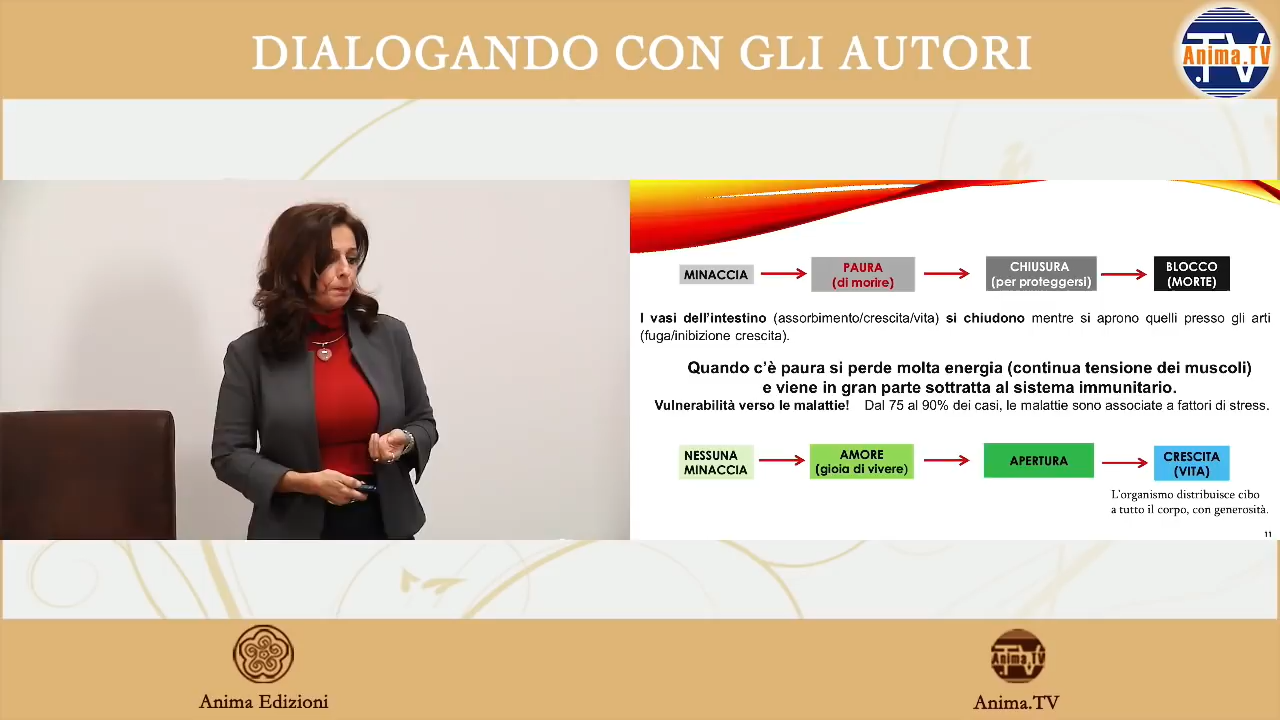 DIALOGANDO CON GLI AUTORI
Anima.TV
MINACCIA
PAURA
(di morire)
CHIUSURA
(per proteggersi)
BLOCCO
(MORTE)
I vasi dell'intestino (assorbimento/crescita/vita) si chiudono mentre si aprono quelli presso gli arti
(fuga/inibizione crescita).
Quando c'è paura si perde molta energia (continua tensione dei muscoli)
e viene in gran parte sottratta al sistema immunitario.
Vulnerabilità verso le malattie! Dal 75 al 90% dei casi, le malattie sono associate a fattori di stress.
NESSUNA
MINACCIA
AMORE
(gioia di vivere)
APERTURA
CRESCITA
(VITA)
L'organismo distribuisce cibo
a tutto il corpo, con generosità.
11
Anima Edizioni
Anima.TV
Anima.TV